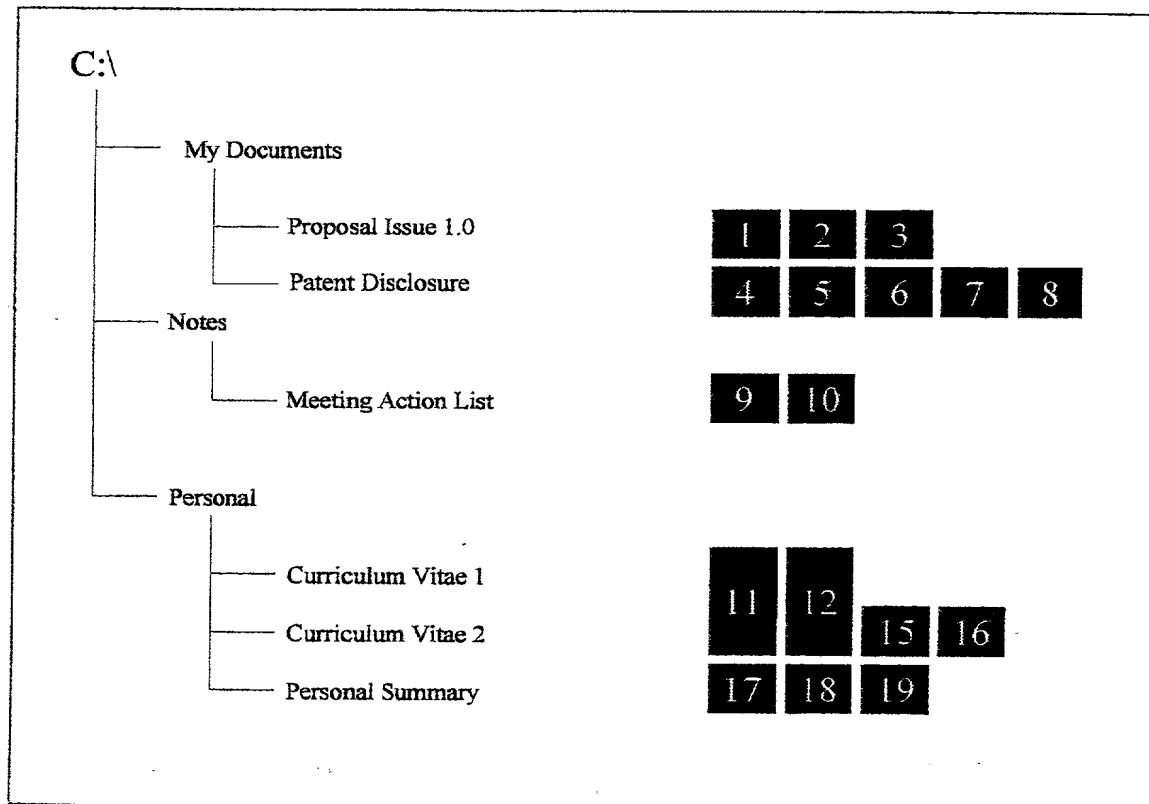 C:\
My Documents
Proposal Issue 1.0 1 2 3
Patent Disclosure 4 5 6 7 8
Notes
Meeting Action List 9 10
Personal
Curriculum Vitae 1 11 12
Curriculum Vitae 2 15 16
Personal Summary 17 18 19